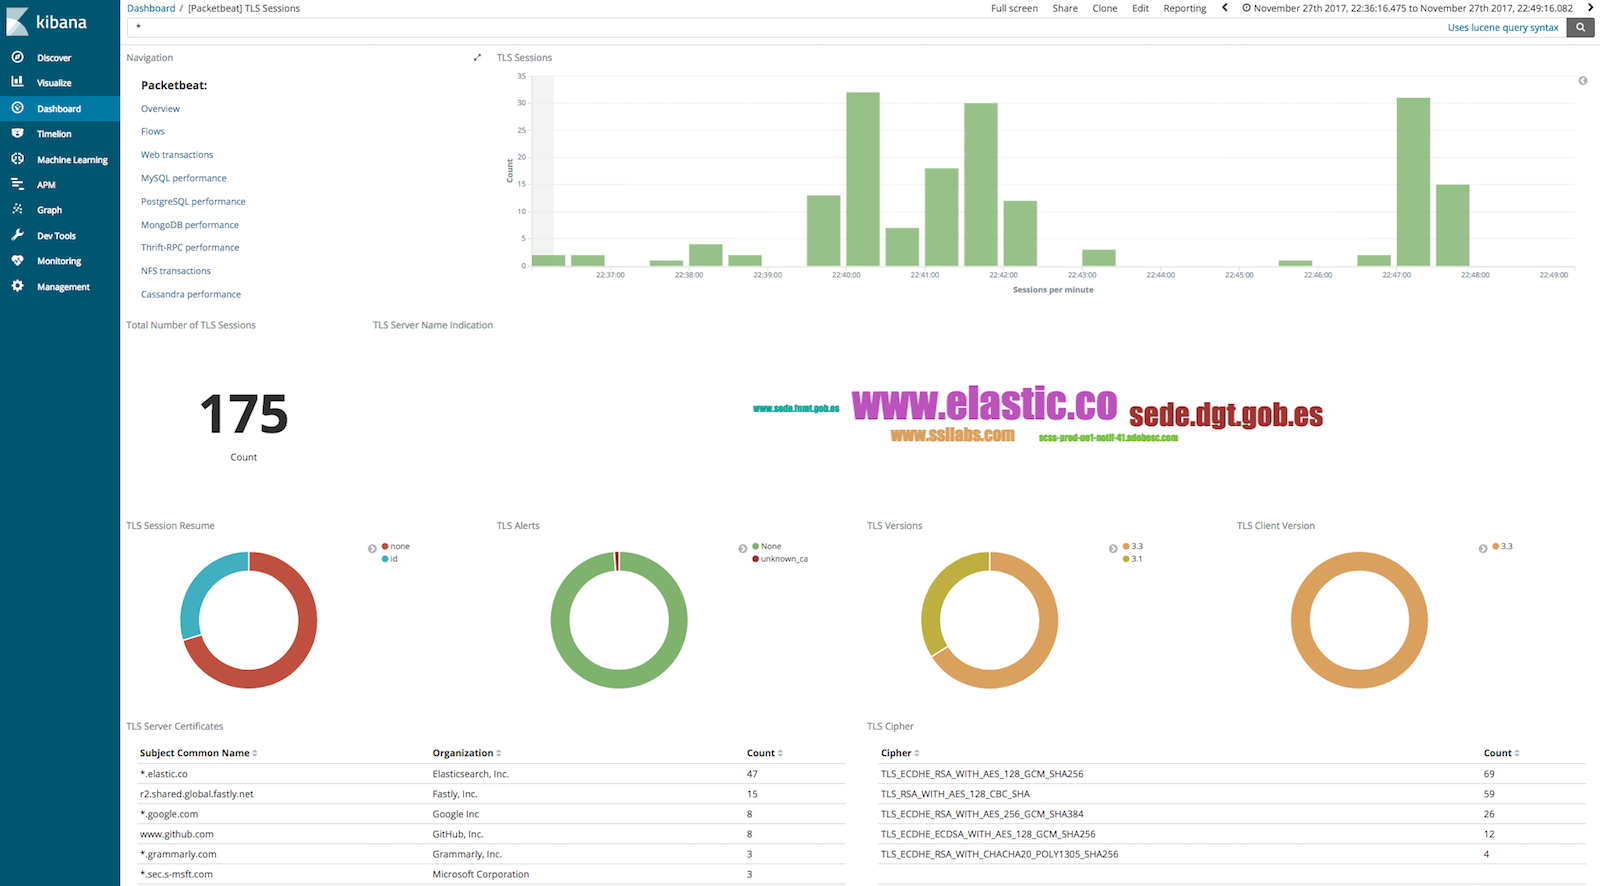 kibana
Dashboard / [Packetbeat] TLS Sessions
Full screen Share Clone Edit Reporting November 27th 2017, 22:36:16.475 to November 27th 2017, 22:49:16.082
*
Uses lucene query syntax
Discover
Visualize
Dashboard
Timelion
Machine Learning
APM
Graph
Dev Tools
Monitoring
Management
Navigation
Packetbeat:
Overview
Flows
Web transactions
MySQL performance
PostgreSQL performance
MongoDB performance
Thrift-RPC performance
NFS transactions
Cassandra performance
TLS Sessions
35
30
25
20
15
10
5
0
Count
22:37:00 22:38:00 22:39:00 22:40:00 22:41:00 22:42:00 22:43:00 22:44:00 22:45:00 22:46:00 22:47:00 22:48:00 22:49:00
Sessions per minute
Total Number of TLS Sessions
175
Count
TLS Server Name Indication
www.sede.fnmt.gob.es
www.elastic.co
sede.dgt.gob.es
www.ssllabs.com
scss-prod-ue1-notif-41.adobesc.com
TLS Session Resume
none
id
TLS Alerts
None
unknown_ca
TLS Versions
3.3
3.1
TLS Client Version
3.3
TLS Server Certificates
Subject Common Name Organization Count
*.elastic.co Elasticsearch, Inc. 47
r2.shared.global.fastly.net Fastly, Inc. 15
*.google.com Google Inc 8
www.github.com GitHub, Inc. 8
*.grammarly.com Grammarly, Inc. 3
*.sec.s-msft.com Microsoft Corporation 3
TLS Cipher
Cipher Count
TLS_ECDHE_RSA_WITH_AES_128_GCM_SHA256 69
TLS_RSA_WITH_AES_128_CBC_SHA 59
TLS_ECDHE_RSA_WITH_AES_256_GCM_SHA384 26
TLS_ECDHE_ECDSA_WITH_AES_128_GCM_SHA256 12
TLS_ECDHE_RSA_WITH_CHACHA20_POLY1305_SHA256 4